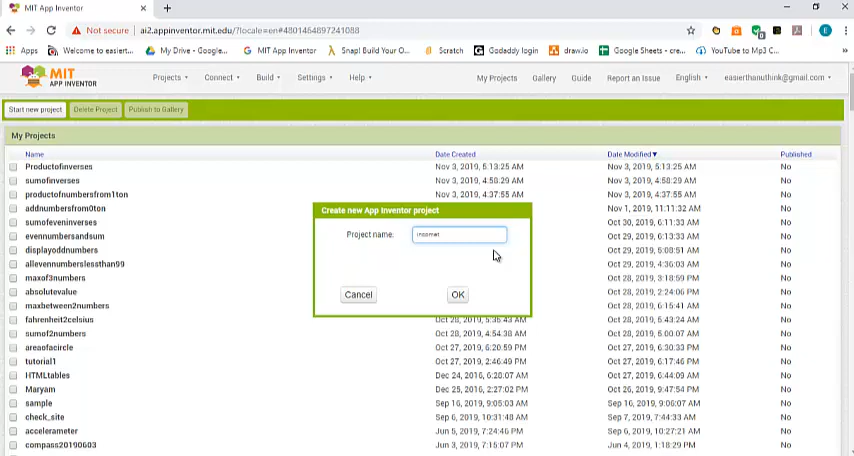 MIT App Inventor
Not secure
ai2.appinventor.mit.edu/?locale=en#4801464897241088
Apps Welcome to easiert... My Drive - Google... MIT App Inventor Snap! Build Your O... Scratch Godaddy login draw.io Google Sheets - cre... YouTube to Mp3 C...
MIT APP INVENTOR
Projects Connect Build Settings Help My Projects Gallery Guide Report an Issue English easierthanuthink@gmail.com
Start new project Delete Project Publish to Gallery
My Projects
Name Date Created Date Modified▼ Published
Productofinverses Nov 3, 2019, 5:13:25 AM Nov 3, 2019, 5:13:25 AM No
sumofinverses Nov 3, 2019, 4:58:29 AM Nov 3, 2019, 4:58:29 AM No
productofnumbersfrom1ton Nov 3, 2019, 4:37:55 AM Nov 3, 2019, 4:37:55 AM No
addnumbersfrom0ton Nov 1, 2019, 11:11:32 AM No
sumofeveninverses Oct 30, 2019, 6:11:33 AM No
evennumbersandsum Oct 29, 2019, 6:13:33 AM No
displayoddnumbers Oct 29, 2019, 5:08:51 AM No
allevennumberslessthan99 Oct 29, 2019, 4:36:03 AM No
maxof3numbers Oct 28, 2019, 3:18:59 PM No
absolutevalue Oct 28, 2019, 2:24:06 PM No
maxbetween2numbers Oct 28, 2019, 6:15:41 AM No
fahrenheit2celsius Oct 28, 2019, 5:35:43 AM Oct 28, 2019, 5:43:24 AM No
sumof2numbers Oct 28, 2019, 4:54:38 AM Oct 28, 2019, 5:00:07 AM No
areaofacircle Oct 27, 2019, 6:20:59 PM Oct 27, 2019, 6:30:33 PM No
tutorial1 Oct 27, 2019, 2:46:49 PM Oct 27, 2019, 6:17:46 PM No
HTMLtables Dec 24, 2016, 6:28:07 AM Oct 27, 2019, 6:44:09 AM No
Maryam Dec 25, 2016, 2:27:02 PM Oct 26, 2019, 9:47:54 PM No
sample Sep 16, 2019, 9:05:03 AM Sep 16, 2019, 9:06:07 AM No
check_site Sep 6, 2019, 10:31:48 AM Sep 7, 2019, 7:44:33 AM No
accelerameter Jun 5, 2019, 7:24:46 PM Sep 6, 2019, 10:27:21 AM No
compass20190603 Jun 3, 2019, 7:15:07 PM Jun 4, 2019, 1:18:29 PM No
Create new App Inventor project
Project name:
Cancel OK